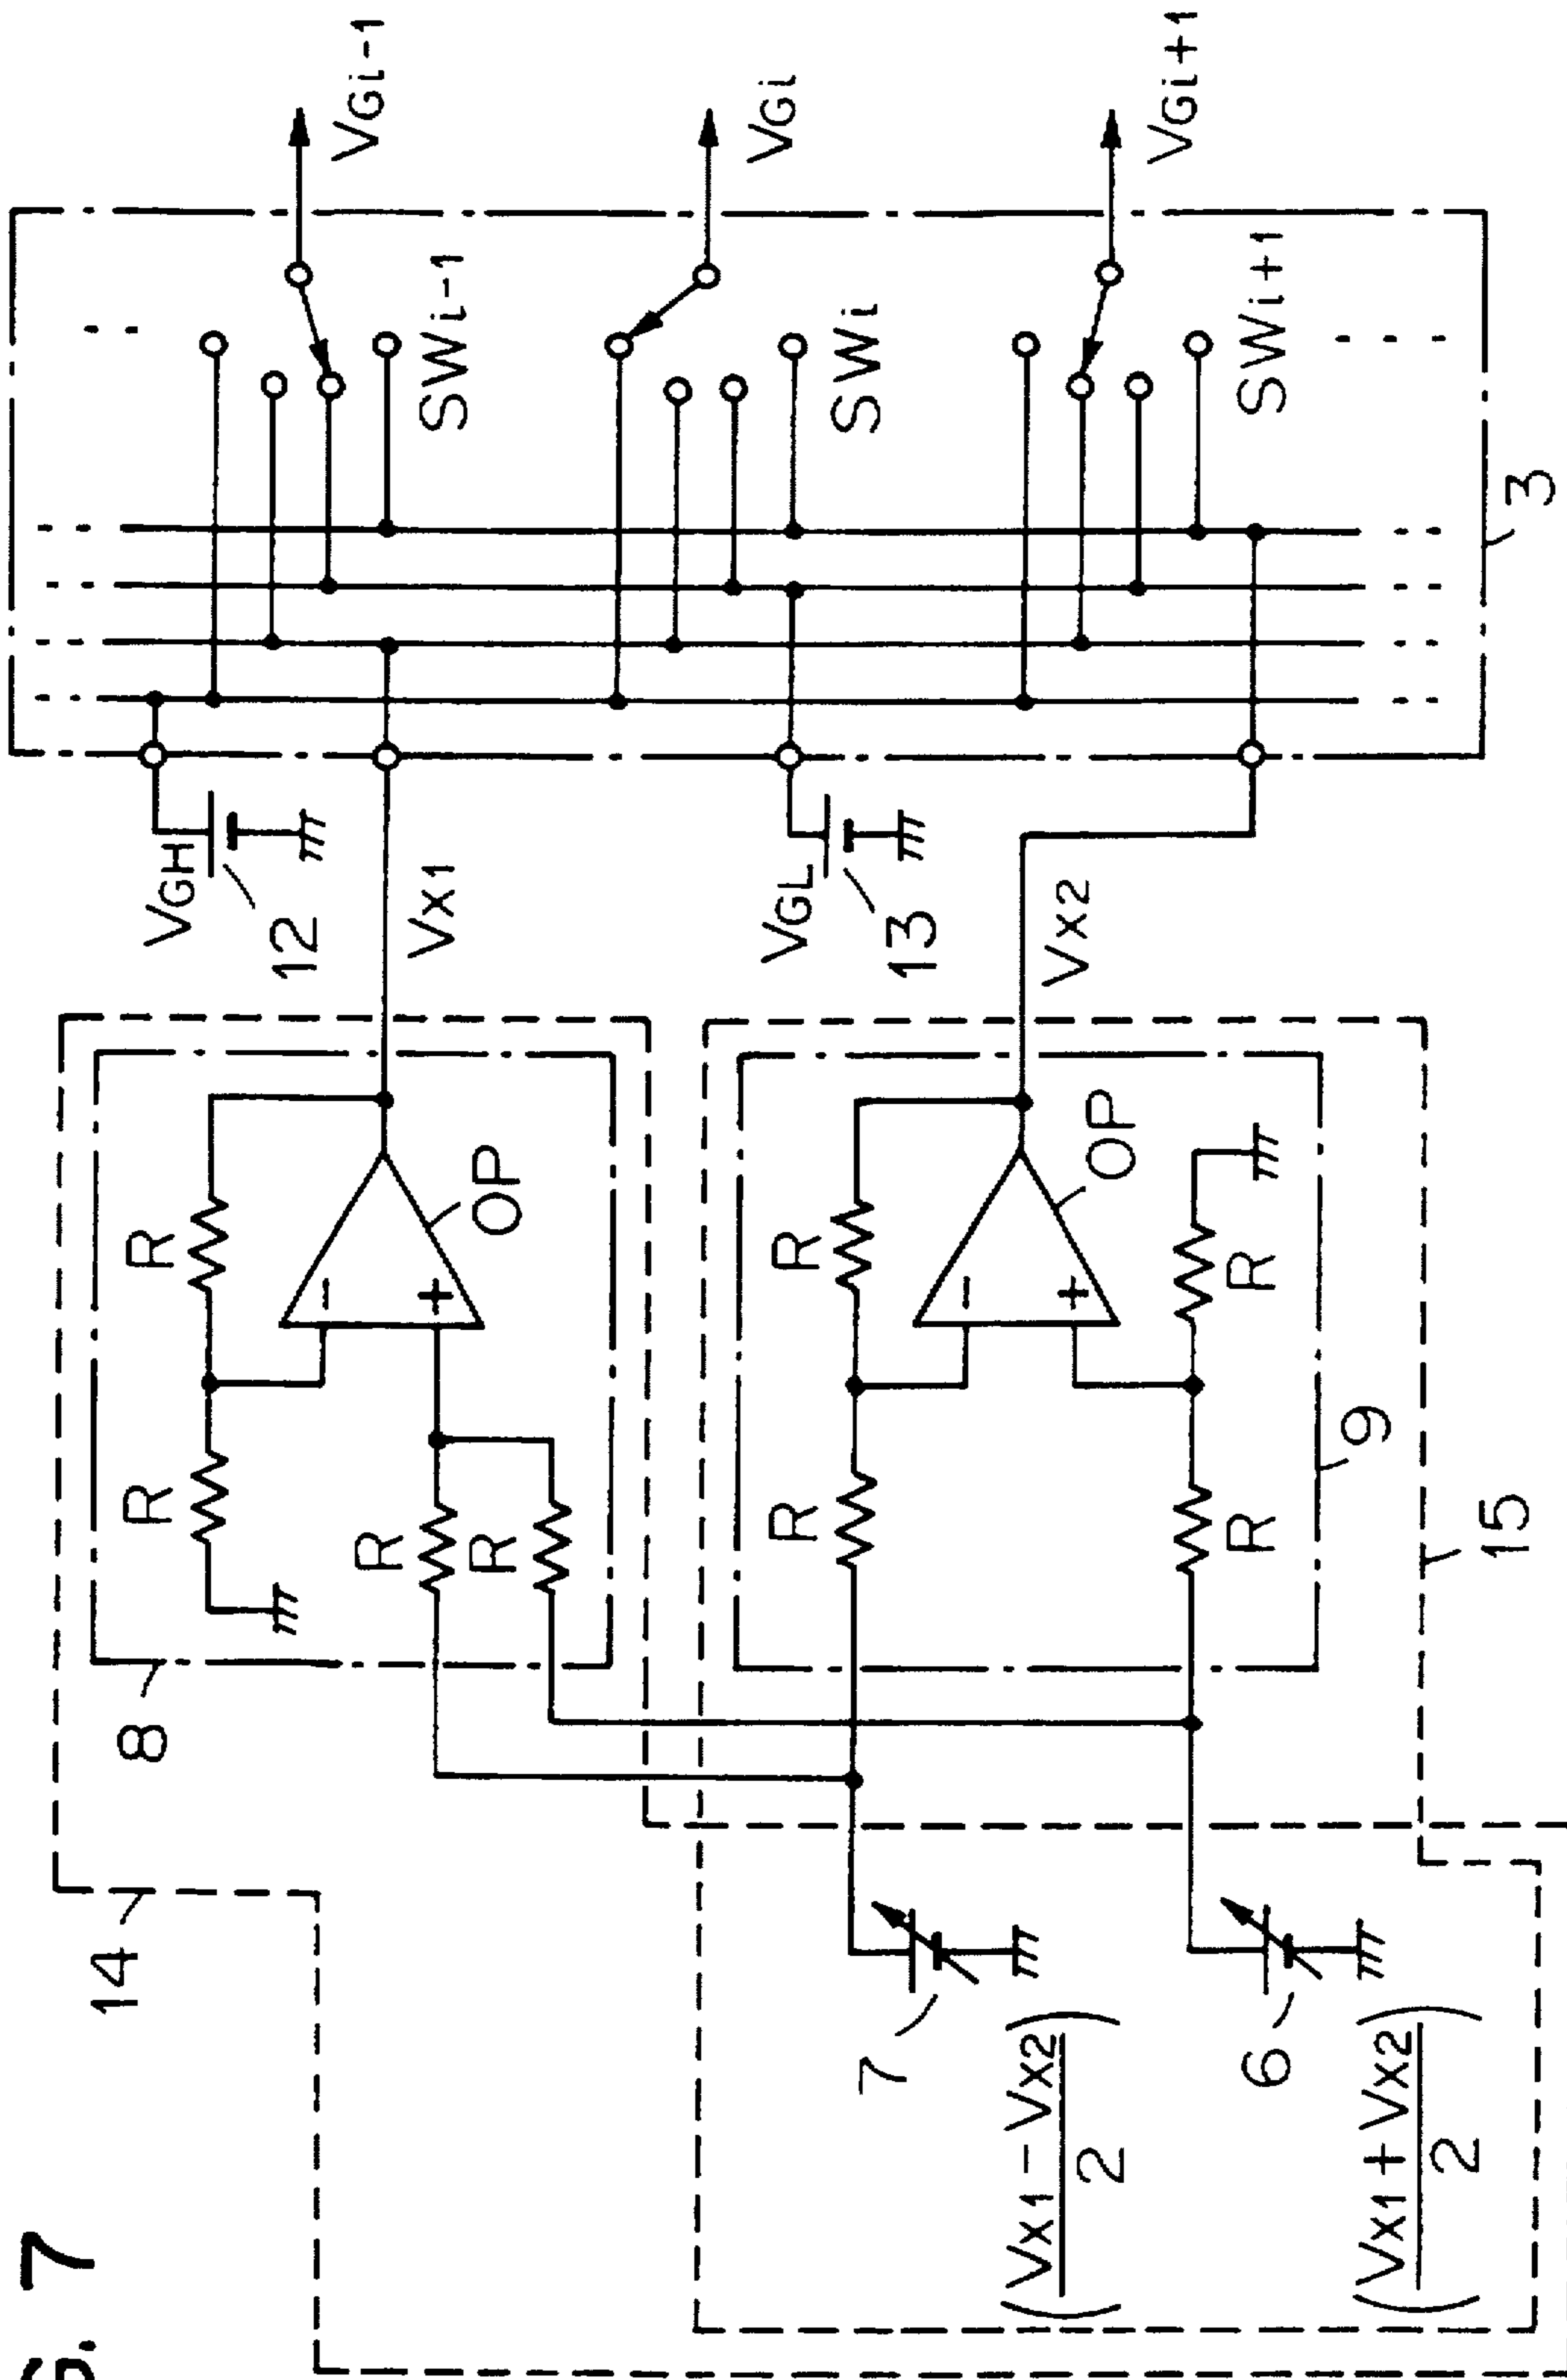 G. 7
14
8
R
R
OP
R
R
VGH
12
VX1
VGi-1
SWi-1
VGi
SWi
VGi+1
SWi+1
3
VGL
13
VX2
R
R
OP
R
R
9
15
7
(VX1-VX2/2)
6
(VX1+VX2/2)